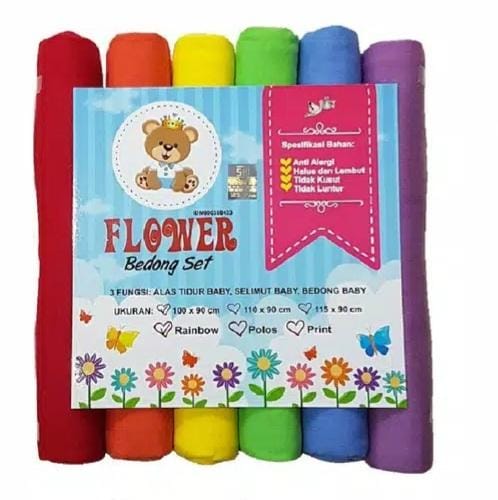 Spesifikasi Bahan:
Anti Alergi
Halus dan Lembut
Tidak Kusut
Tidak Luntur
FLOWER
Bedong Set
3 FUNGSI: ALAS TIDUR BABY, SELIMUT BABY, BEDONG BABY
UKURAN: 100 x 90 cm 110 x 90 cm 115 x 90 cm
Rainbow Polos Print